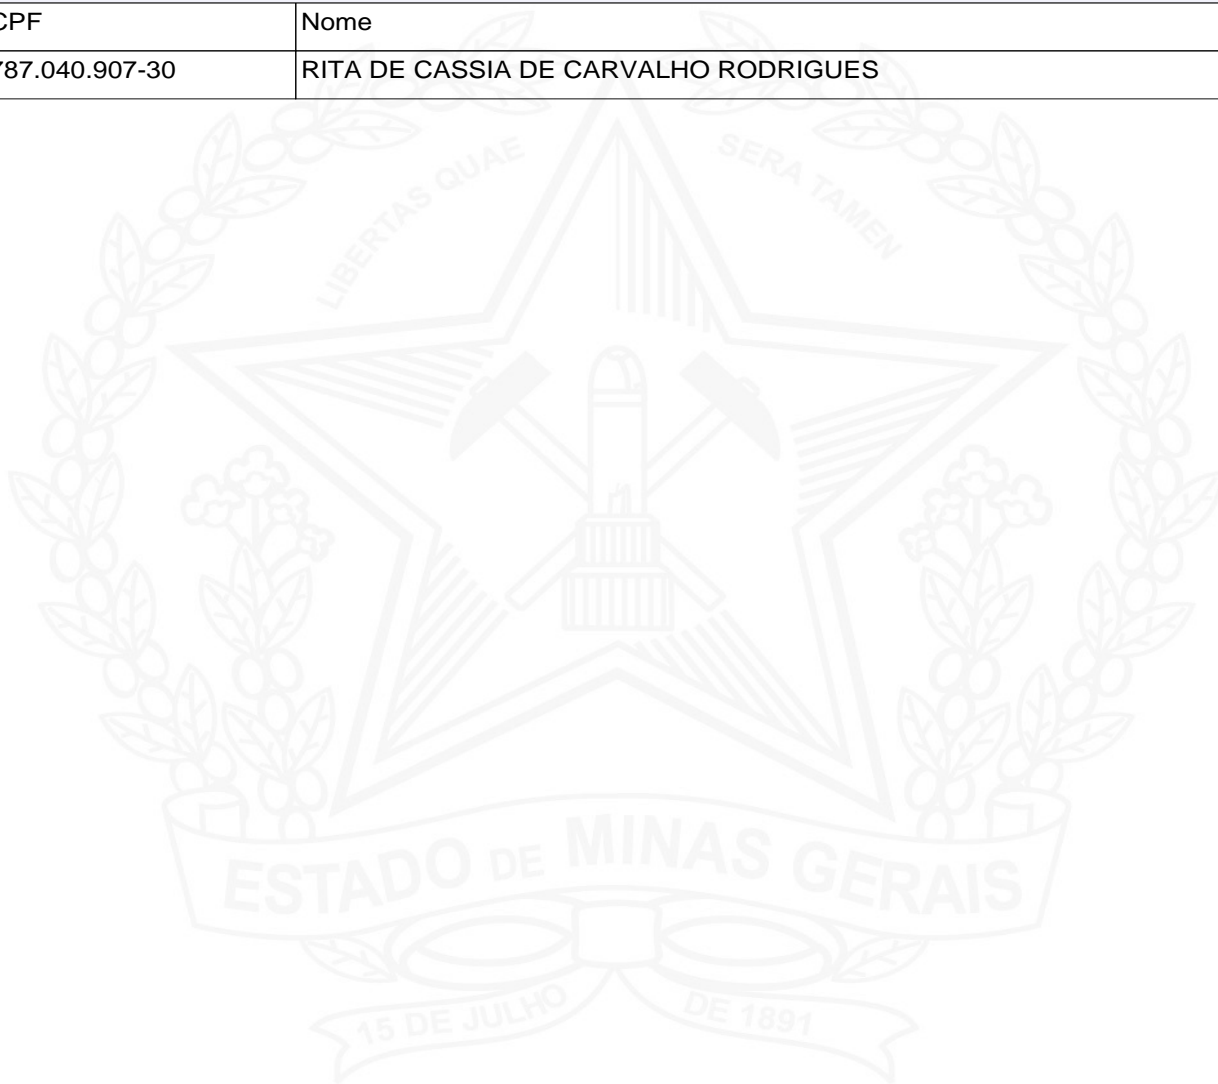 CPF Nome
787.040.907-30 RITA DE CASSIA DE CARVALHO RODRIGUES
LIBERTAS QUAE SERA TAMEN
ESTADO DE MINAS GERAIS
15 DE JULHO DE 1891